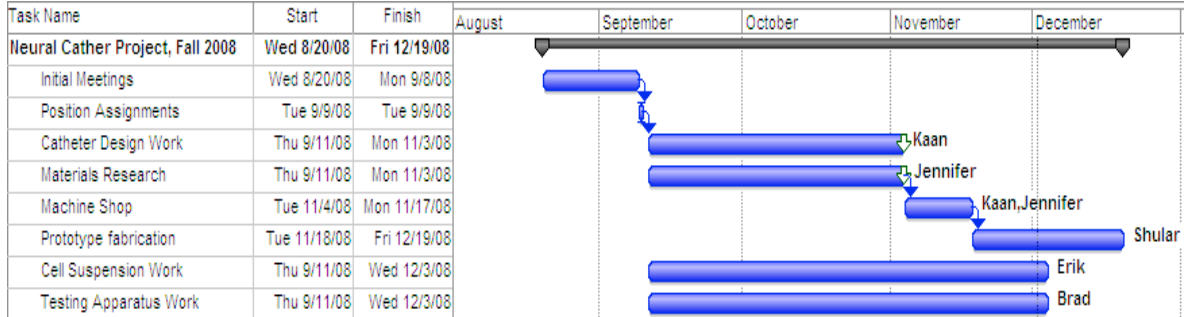 Task Name Start Finish August September October November December
Neural Cather Project, Fall 2008 Wed 8/20/08 Fri 12/19/08
Initial Meetings Wed 8/20/08 Mon 9/8/08
Position Assignments Tue 9/9/08 Tue 9/9/08
Catheter Design Work Thu 9/11/08 Mon 11/3/08 Kaan
Materials Research Thu 9/11/08 Mon 11/3/08 Jennifer
Machine Shop Tue 11/4/08 Mon 11/17/08 Kaan,Jennifer
Prototype fabrication Tue 11/18/08 Fri 12/19/08 Shular
Cell Suspension Work Thu 9/11/08 Wed 12/3/08 Erik
Testing Apparatus Work Thu 9/11/08 Wed 12/3/08 Brad